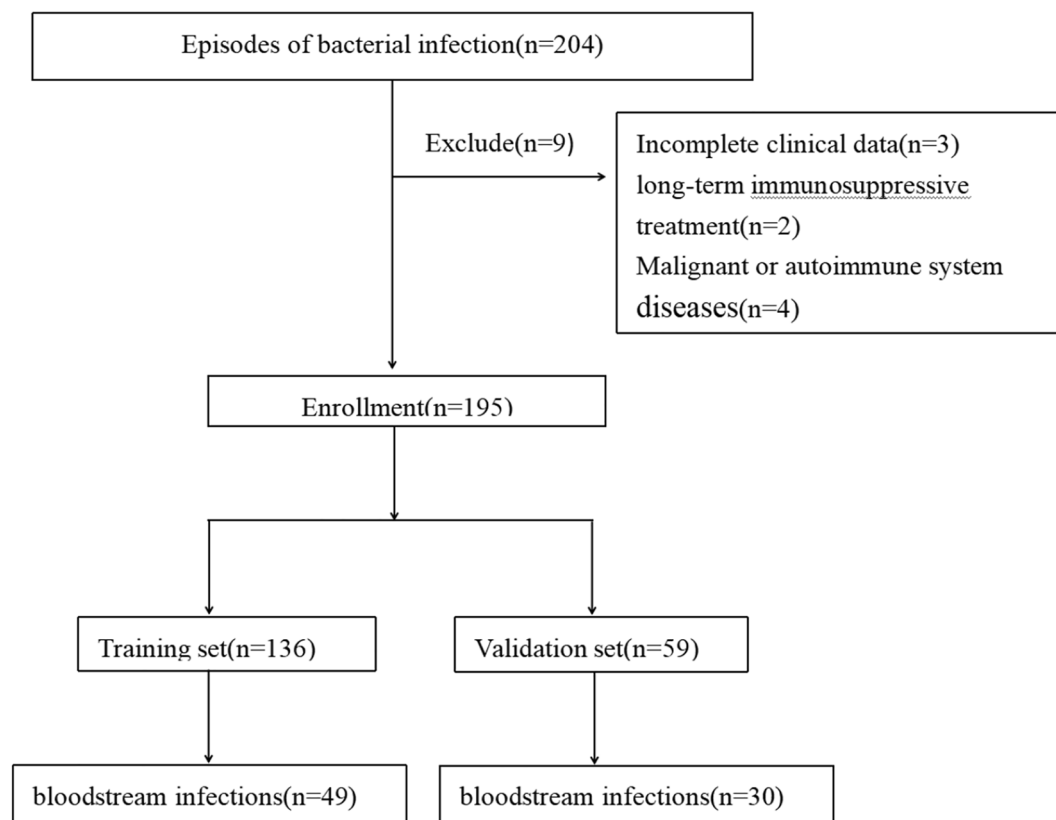 Episodes of bacterial infection(n=204)
Exclude(n=9)
Incomplete clinical data(n=3)
long-term immunosuppressive
treatment(n=2)
Malignant or autoimmune system
diseases(n=4)
Enrollment(n=195)
Training set(n=136)
Validation set(n=59)
bloodstream infections(n=49)
bloodstream infections(n=30)